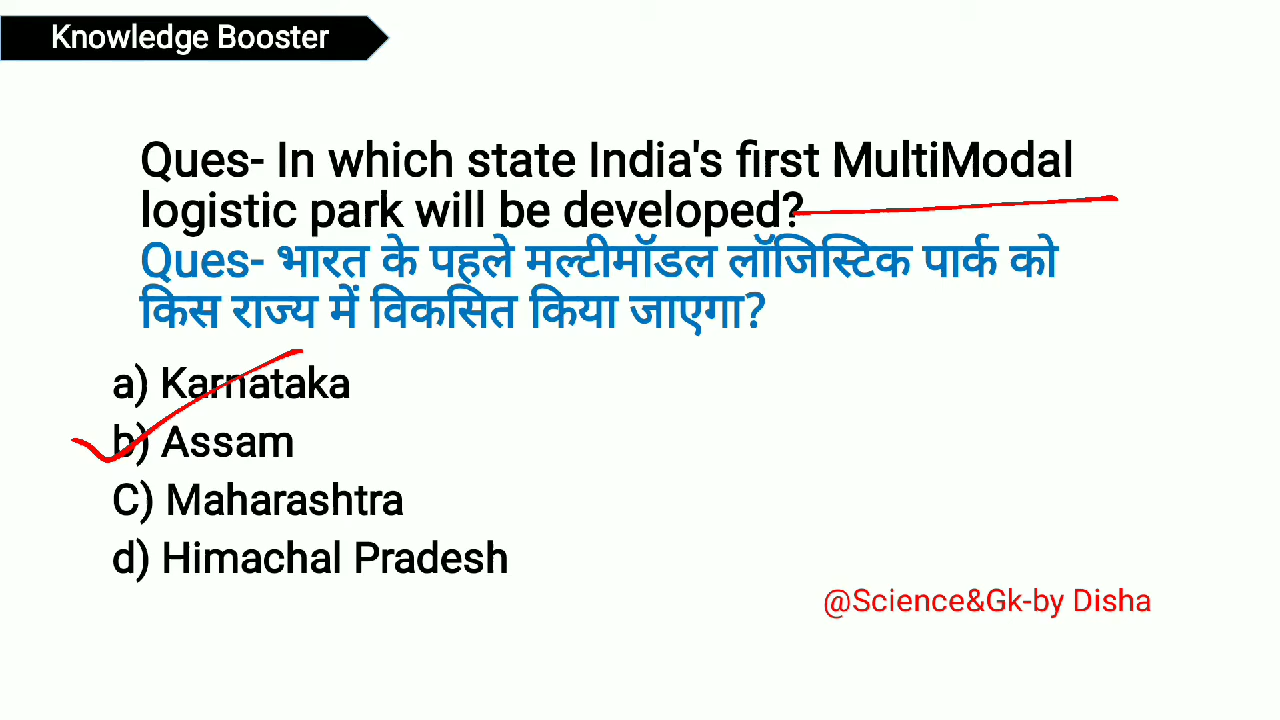 Knowledge Booster
Ques- In which state India's first MultiModal
logistic park will be developed?
Ques- भारत के पहले मल्टीमॉडल लॉजिस्टिक पार्क को
किस राज्य में विकसित किया जाएगा?
a) Karnataka
b) Assam
C) Maharashtra
d) Himachal Pradesh
@Science&Gk-by Disha